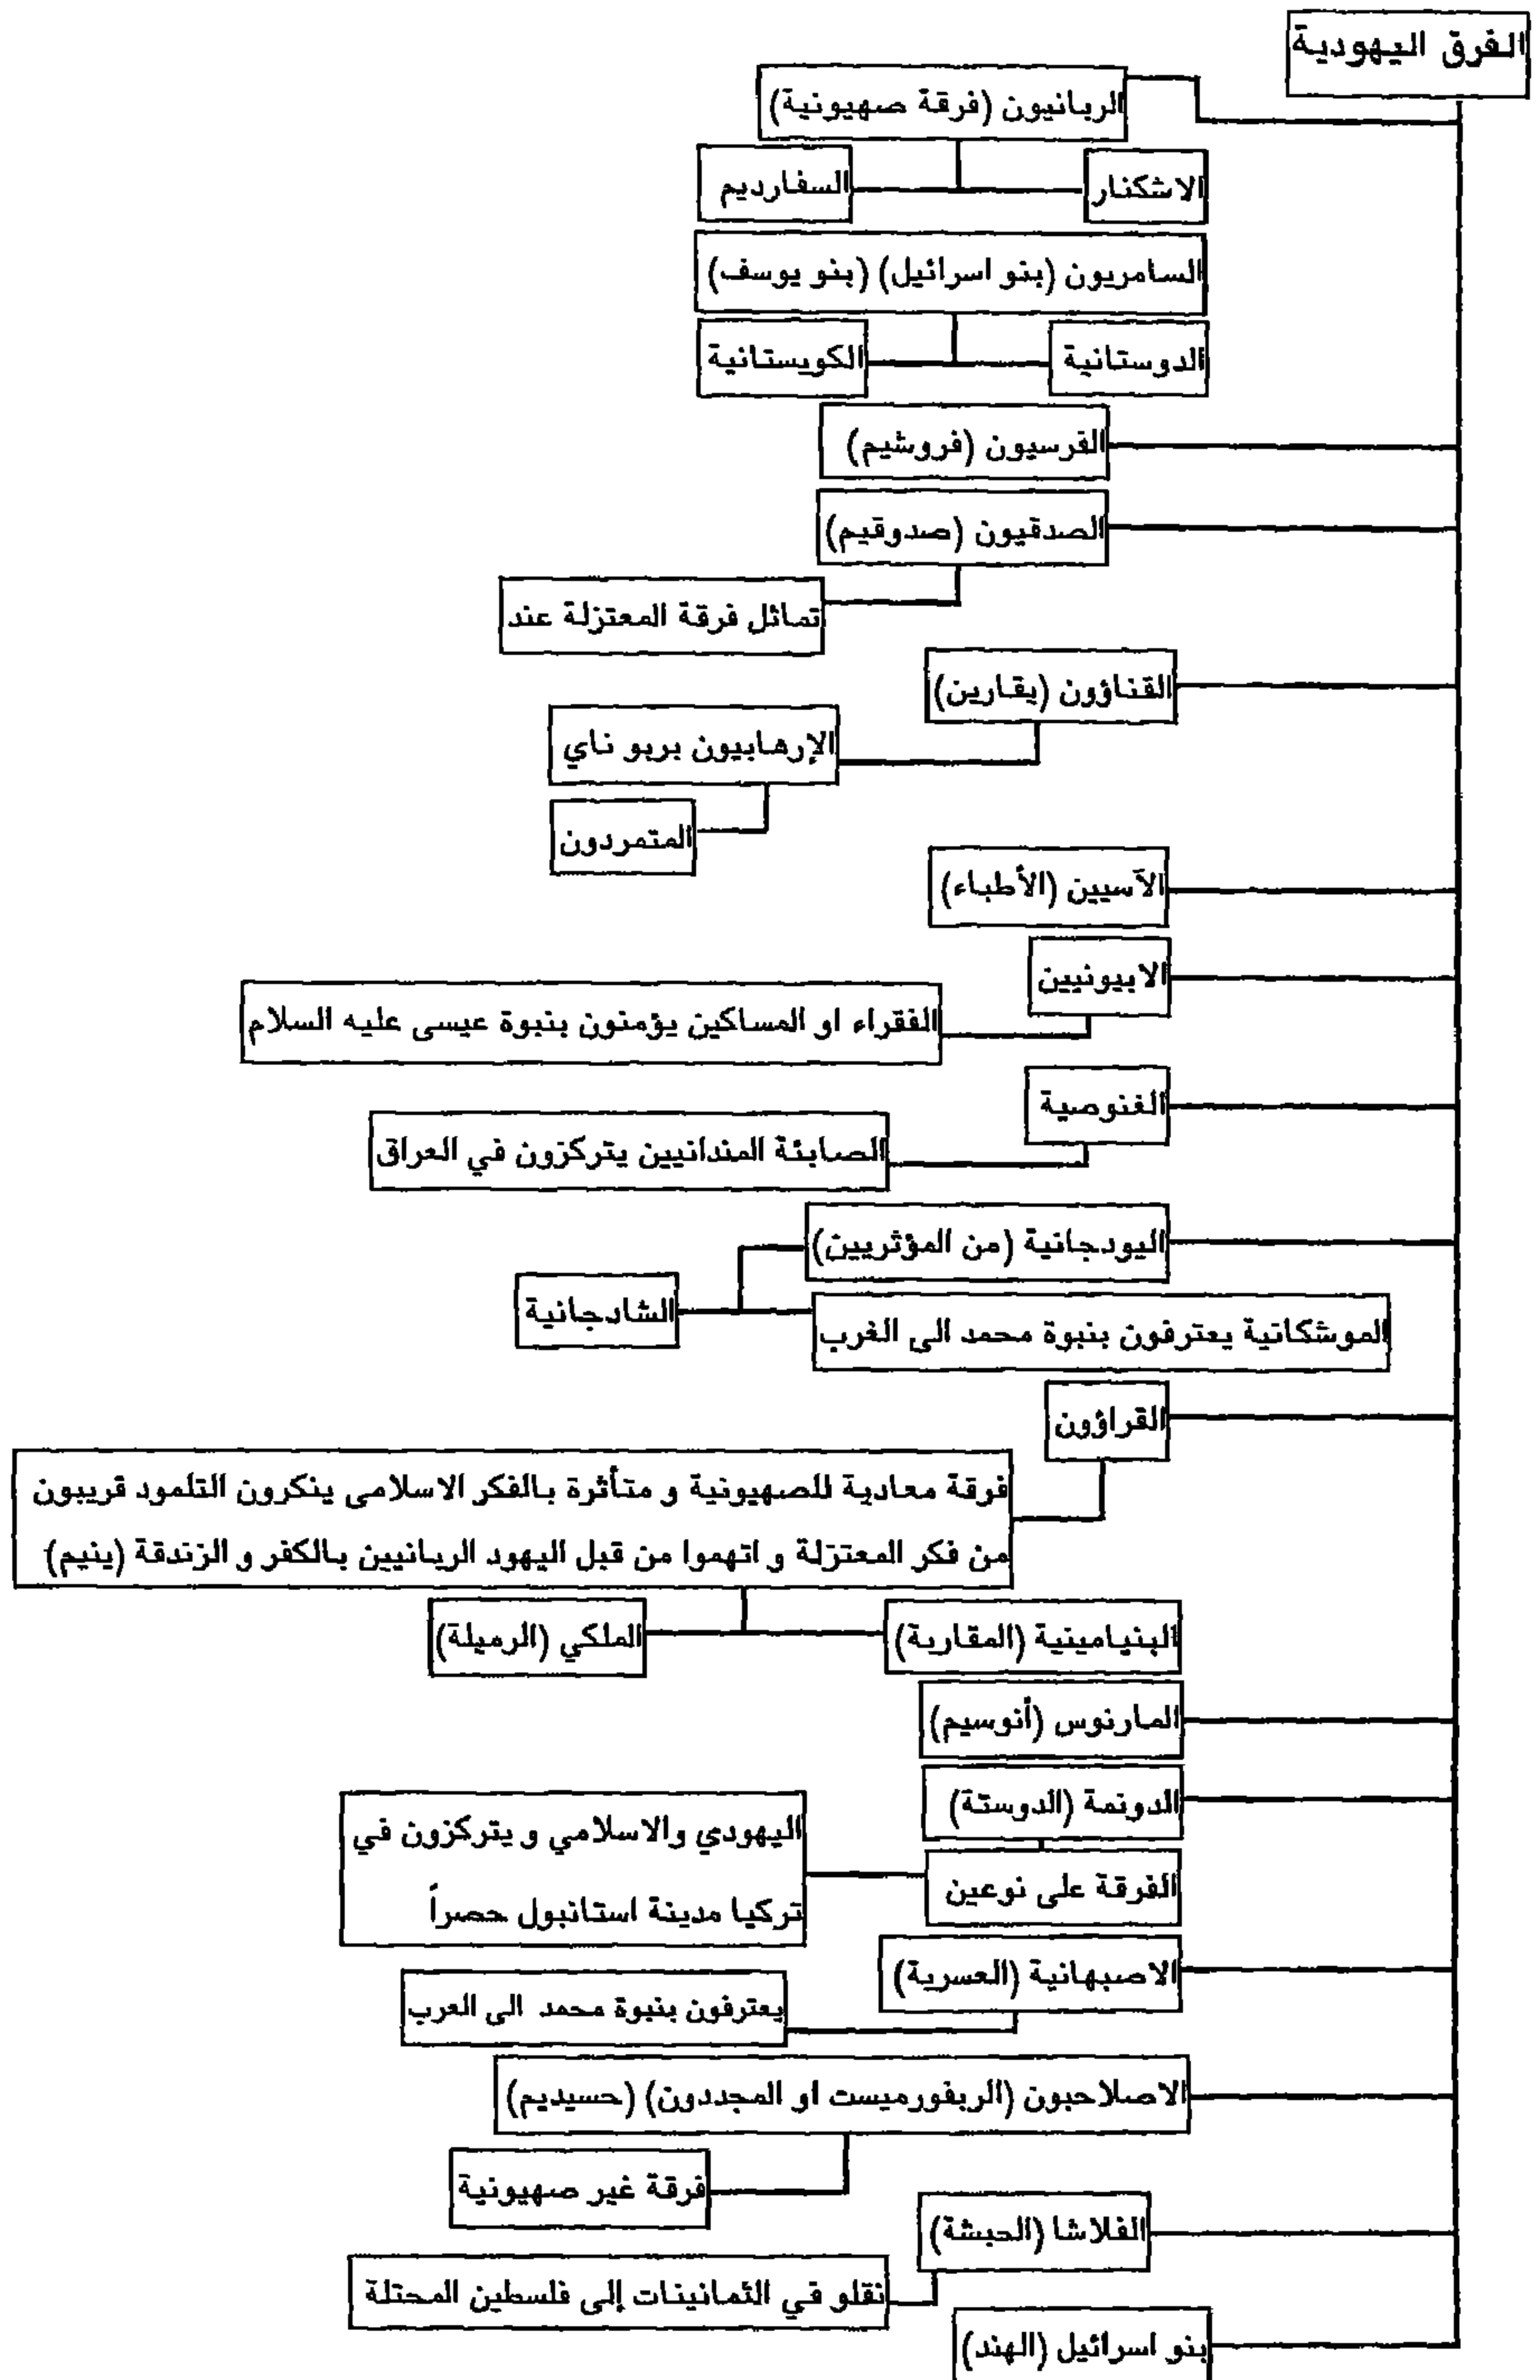 الفرق اليهودية
الربانيون (فرقة صهيونية)
الاشكنار
السفارديم
السامريون (بنو اسرائيل) (بنو يوسف)
الدوستانية
الكويستانية
الفرسيون (فروشيم)
الصدقيون (صدوقيم)
تماثل فرقة المعتزلة عند
القناؤون (يقارين)
الإرهابيون بربو ناي
المتمردون
الآسيين (الأطباء)
الابيونيين
الفقراء او المساكين يؤمنون بنبوة عيسى عليه السلام
الغنوصية
الصابئة المندانيين يتركزون في العراق
اليودجانية (من المؤثريين)
الشادجانية
الموشكاتية يعترفون بنبوة محمد الى الغرب
القراؤون
فرقة معادية للصهيونية و متأثرة بالفكر الاسلامي ينكرون التلمود قريبون
من فكر المعتزلة و اتهموا من قبل اليهود الربانيين بالكفر و الزندقة (ينيم)
البنيامينية (المقاربة)
الملكي (الرميلة)
المارنوس (أنوسيم)
الدونمة (الدوستة)
الفرقة على نوعين
اليهودي والاسلامي و يتركزون في
تركيا مدينة استانبول حصراً
الاصبهانية (العسرية)
يعترفون بنبوة محمد الى العرب
الاصلاحبون (الريفورميست او المجددون) (حسيديم)
فرقة غير صهيونية
الفلاشا (الحبشة)
نقلو في الثمانينات إلى فلسطين المحتلة
بنو اسرائيل (الهند)